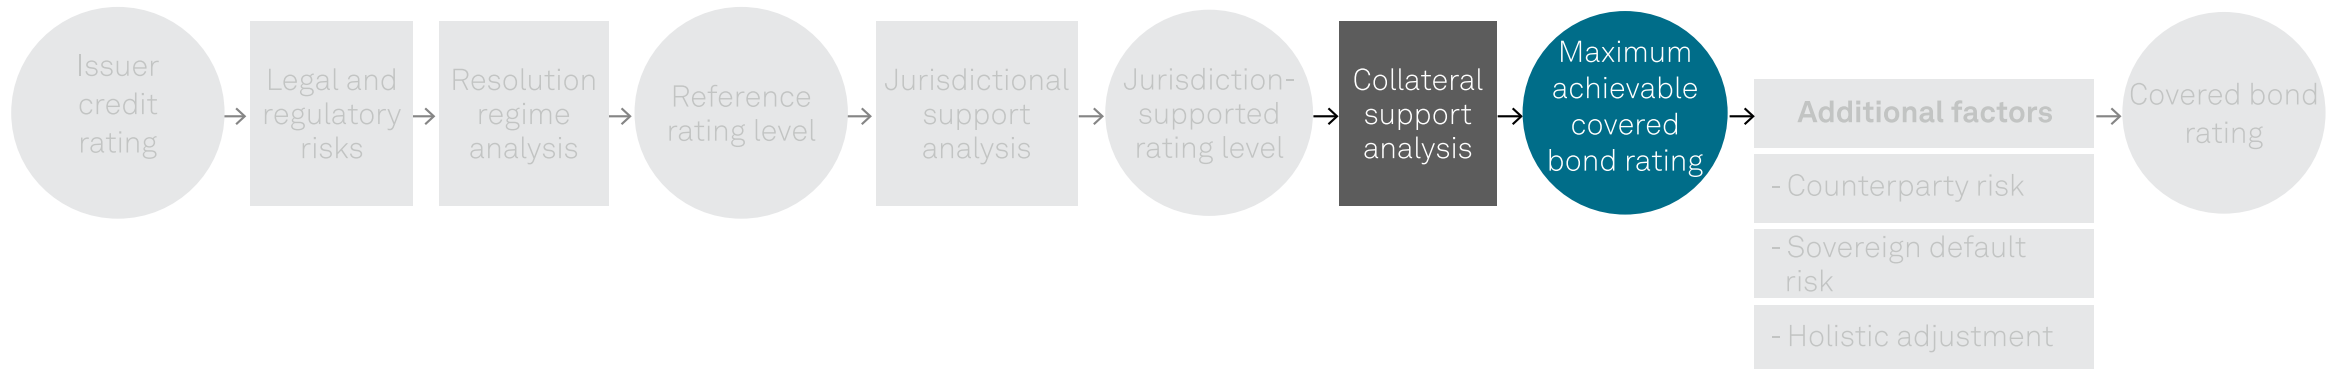 Issuer
credit
rating
Legal and
regulatory
risks
Resolution
regime
analysis
Reference
rating level
Jurisdictional
support
analysis
Jurisdiction-
supported
rating level
Collateral
support
analysis
Maximum
achievable
covered
bond rating
Additional factors
- Counterparty risk
- Sovereign default
risk
- Holistic adjustment
Covered bond
rating